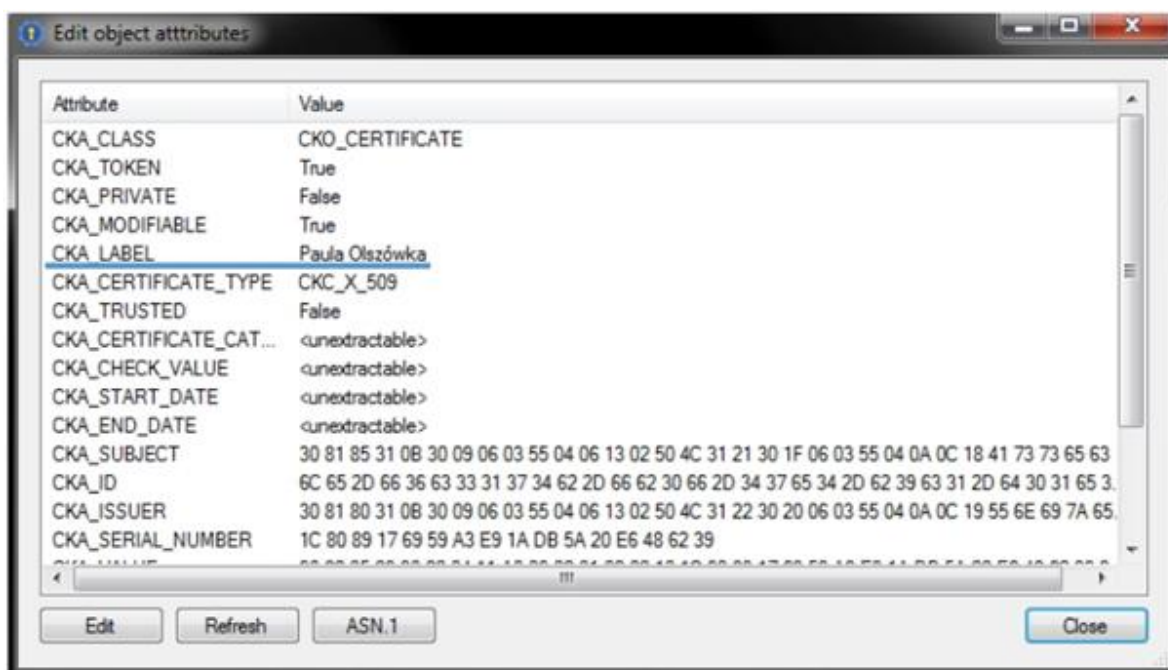 Edit object atttributes
Attribute Value
CKA_CLASS CKO_CERTIFICATE
CKA_TOKEN True
CKA_PRIVATE False
CKA_MODIFIABLE True
CKA_LABEL Paula Olszówka
CKA_CERTIFICATE_TYPE CKC_X_509
CKA_TRUSTED False
CKA_CERTIFICATE_CAT... <unextractable>
CKA_CHECK_VALUE <unextractable>
CKA_START_DATE <unextractable>
CKA_END_DATE <unextractable>
CKA_SUBJECT 30 81 85 31 0B 30 09 06 03 55 04 06 13 02 50 4C 31 21 30 1F 06 03 55 04 0A 0C 18 41 73 73 65 63
CKA_ID 6C 65 2D 66 36 63 33 31 37 34 62 2D 66 62 30 66 2D 34 37 65 34 2D 62 39 63 31 2D 64 30 31 65 3.
CKA_ISSUER 30 81 80 31 0B 30 09 06 03 55 04 06 13 02 50 4C 31 22 30 20 06 03 55 04 0A 0C 19 55 6E 69 7A 65.
CKA_SERIAL_NUMBER 1C 80 89 17 69 59 A3 E9 1A DB 5A 20 E6 48 62 39
Edit Refresh ASN.1 Close